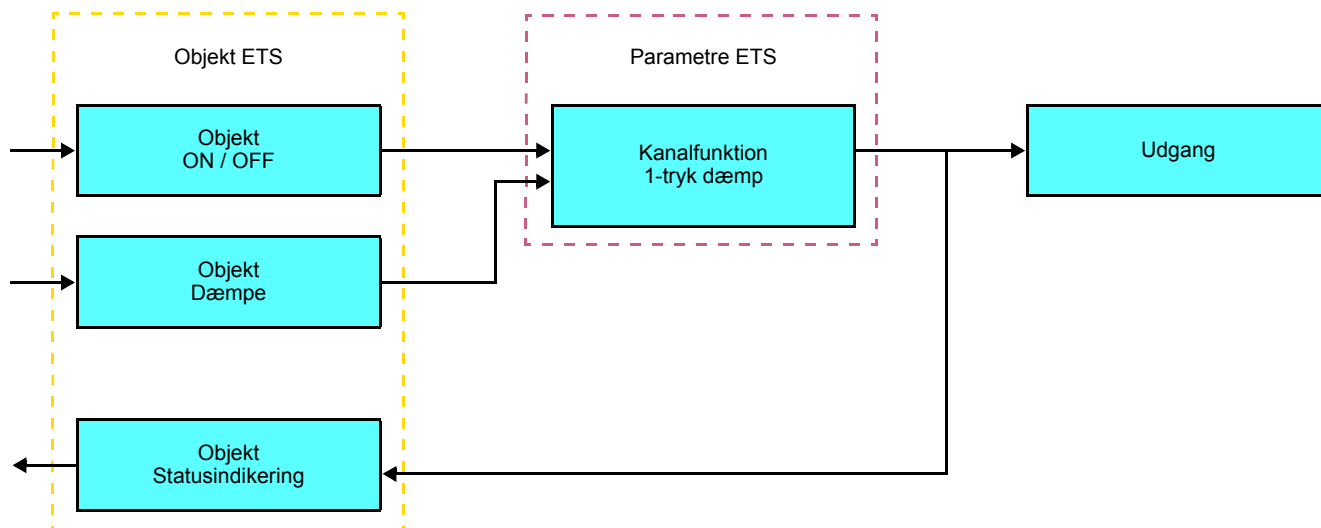 Objekt ETS
Parametre ETS
Objekt
ON / OFF
Kanalfunktion
1-tryk dæmp
Udgang
Objekt
Dæmpe
Objekt
Statusindikering